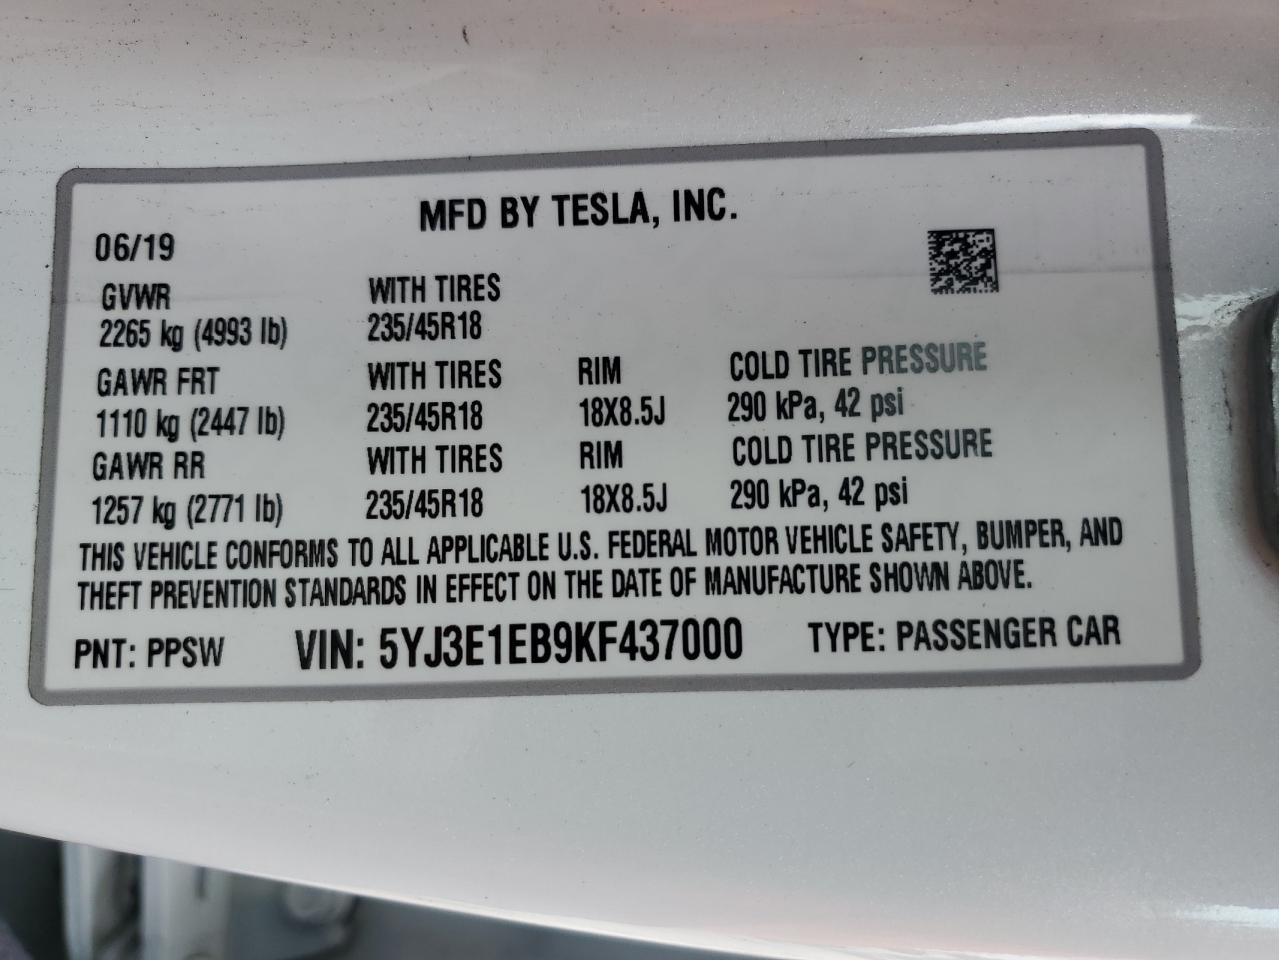 MFD BY TESLA, INC.
06/19
GVWR WITH TIRES
2265 kg (4993 lb) 235/45R18
GAWR FRT WITH TIRES RIM COLD TIRE PRESSURE
1110 kg (2447 lb) 235/45R18 18X8.5J 290 kPa, 42 psi
GAWR RR WITH TIRES RIM COLD TIRE PRESSURE
1257 kg (2771 lb) 235/45R18 18X8.5J 290 kPa, 42 psi
THIS VEHICLE CONFORMS TO ALL APPLICABLE U.S. FEDERAL MOTOR VEHICLE SAFETY, BUMPER, AND
THEFT PREVENTION STANDARDS IN EFFECT ON THE DATE OF MANUFACTURE SHOWN ABOVE.
PNT: PPSW VIN: 5YJ3E1EB9KF437000 TYPE: PASSENGER CAR